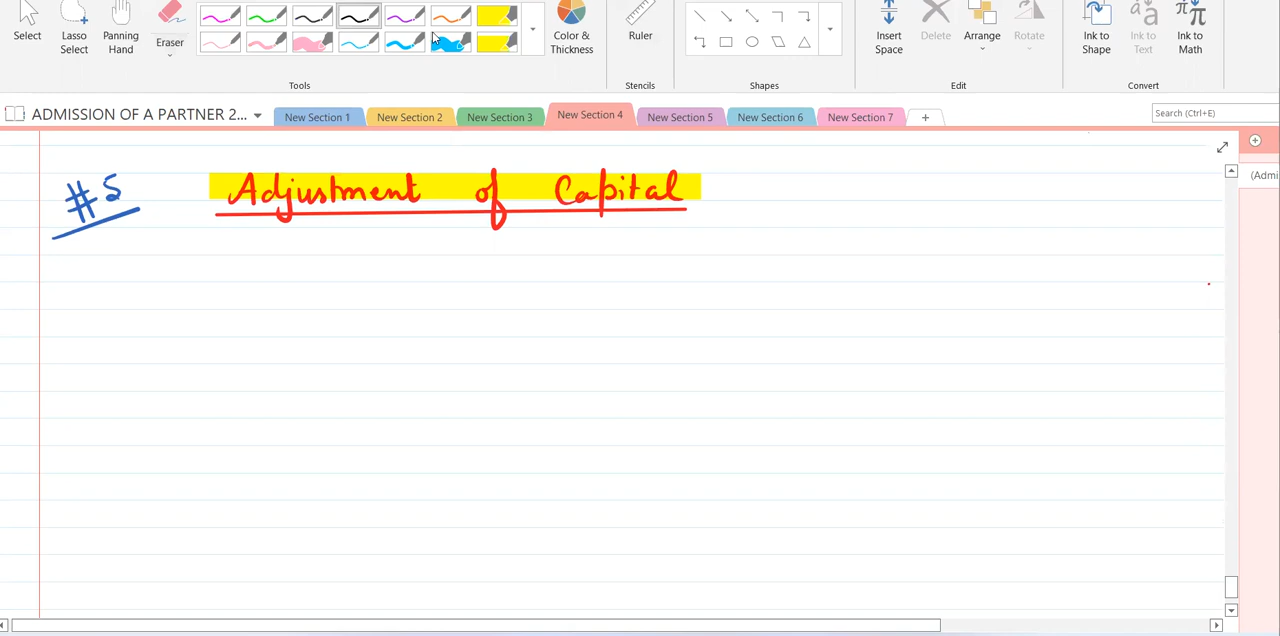 Select
Lasso Select
Panning Hand
Eraser
Color & Thickness
Ruler
Insert Space
Delete
Arrange
Rotate
Ink to Shape
Ink to Text
Ink to Math
Tools
Stencils
Shapes
Edit
Convert
ADMISSION OF A PARTNER 2...
New Section 1
New Section 2
New Section 3
New Section 4
New Section 5
New Section 6
New Section 7
Search (Ctrl+E)
(Admi
#5 Adjustment of Capital